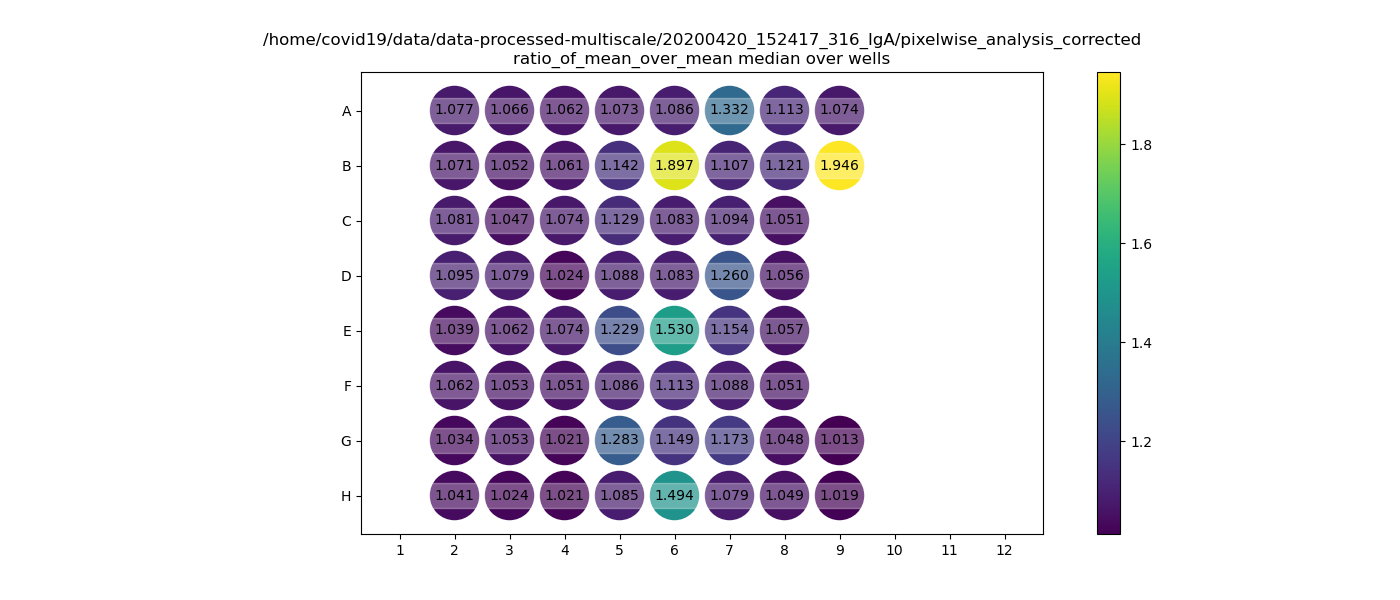 /home/covid19/data/data-processed-multiscale/20200420_152417_316_IgA/pixelwise_analysis_corrected
ratio_of_mean_over_mean median over wells
A 1.077 1.066 1.062 1.073 1.086 1.332 1.113 1.074
B 1.071 1.052 1.061 1.142 1.897 1.107 1.121 1.946
C 1.081 1.047 1.074 1.129 1.083 1.094 1.051
D 1.095 1.079 1.024 1.088 1.083 1.260 1.056
E 1.039 1.062 1.074 1.229 1.530 1.154 1.057
F 1.062 1.053 1.051 1.086 1.113 1.088 1.051
G 1.034 1.053 1.021 1.283 1.149 1.173 1.048 1.013
H 1.041 1.024 1.021 1.085 1.494 1.079 1.049 1.019
1 2 3 4 5 6 7 8 9 10 11 12
1.8
1.6
1.4
1.2